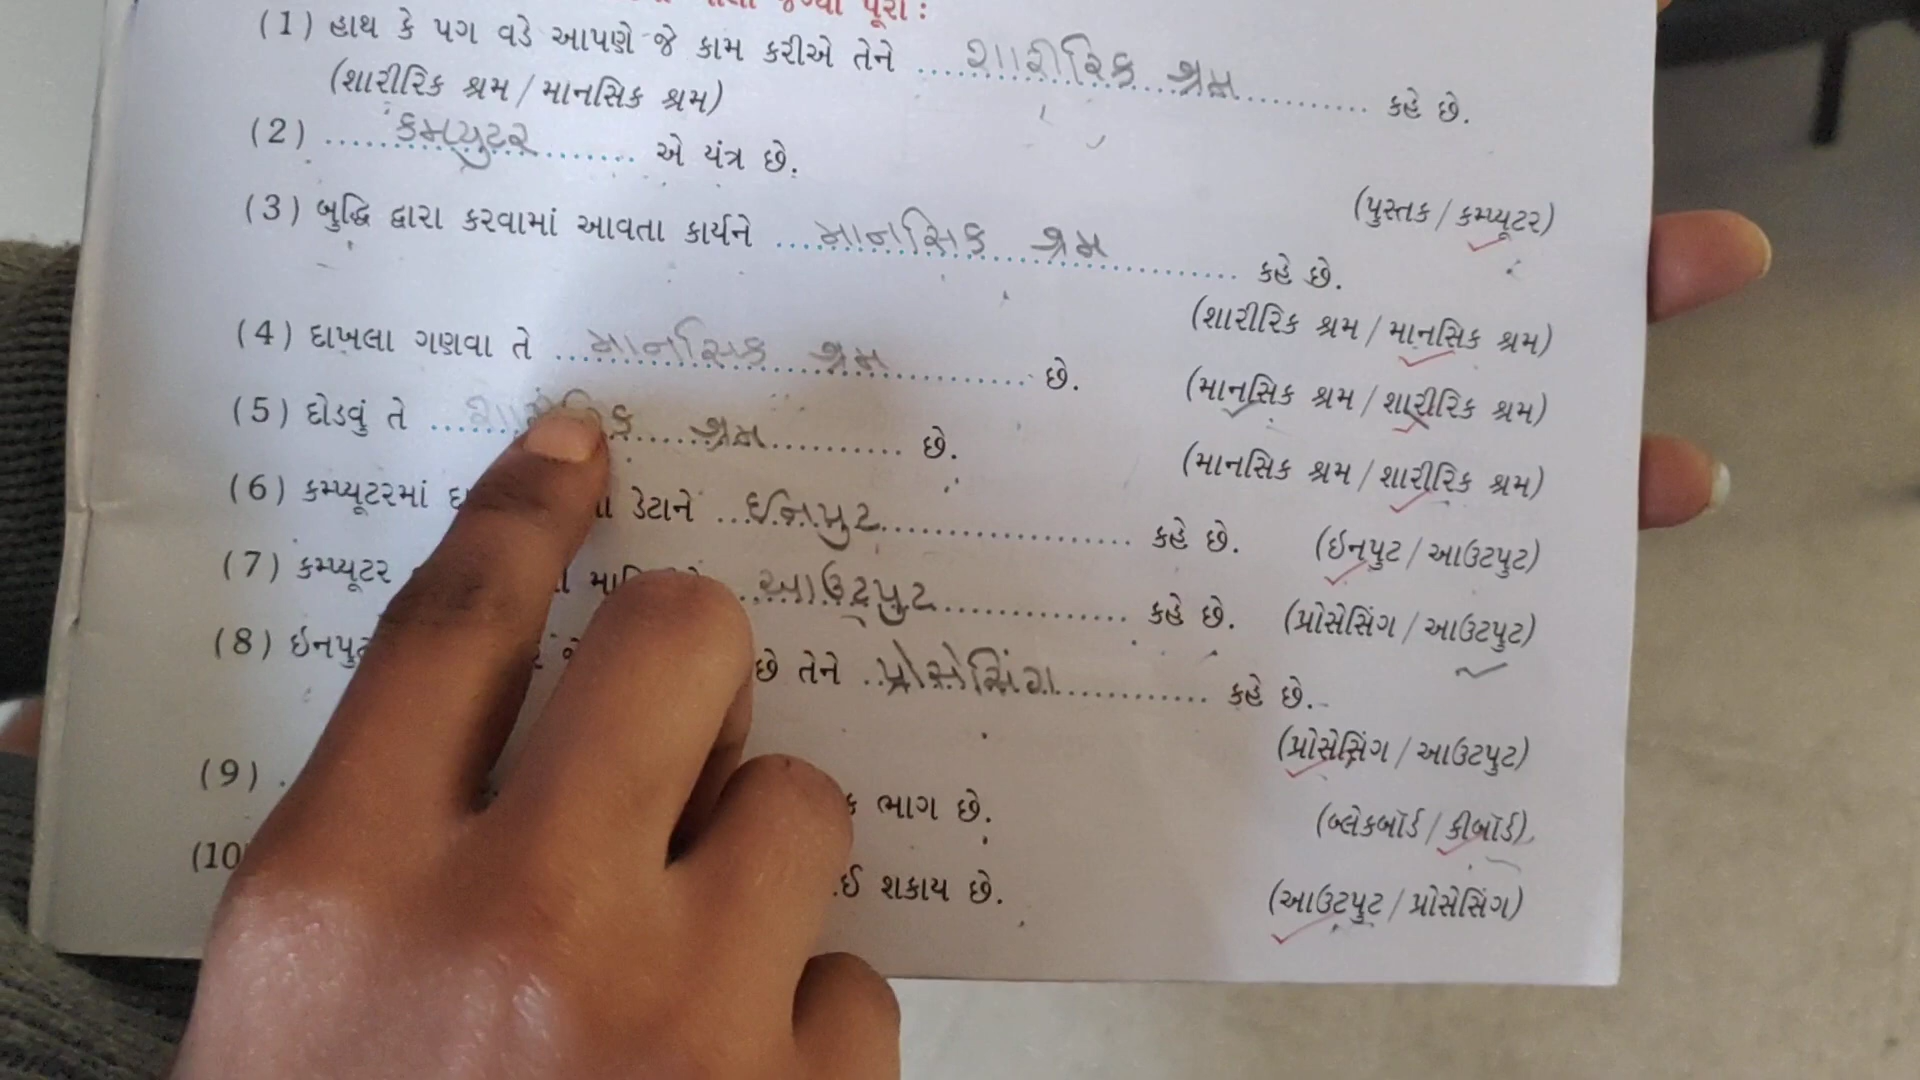 પૂરો :
(1) હાથ કે પગ વડે આપણે જે કામ કરીએ તેને શારીરિક શ્રમ કહે છે.
(શારીરિક શ્રમ / માનસિક શ્રમ)
(2) કમ્પ્યુટર એ યંત્ર છે.
(પુસ્તક / કમ્પ્યૂટર)
(3) બુદ્ધિ દ્વારા કરવામાં આવતા કાર્યને માનસિક શ્રમ કહે છે.
(શારીરિક શ્રમ / માનસિક શ્રમ)
(4) દાખલા ગણવા તે માનસિક શ્રમ છે. (માનસિક શ્રમ / શારીરિક શ્રમ)
(5) દોડવું તે શ્રમ છે. (માનસિક શ્રમ / શારીરિક શ્રમ)
(6) કમ્પ્યૂટરમાં ડેટાને ઈનપુટ કહે છે. (ઇનપુટ / આઉટપુટ)
(7) કમ્પ્યૂટર આઉટપુટ કહે છે. (પ્રોસેસિંગ / આઉટપુટ)
(8) છે તેને પ્રોસેસિંગ કહે છે.
(પ્રોસેસિંગ / આઉટપુટ)
(9) ભાગ છે. (બ્લેકબૉર્ડ / કીબૉર્ડ)
(10 શકાય છે. (આઉટપુટ / પ્રોસેસિંગ)